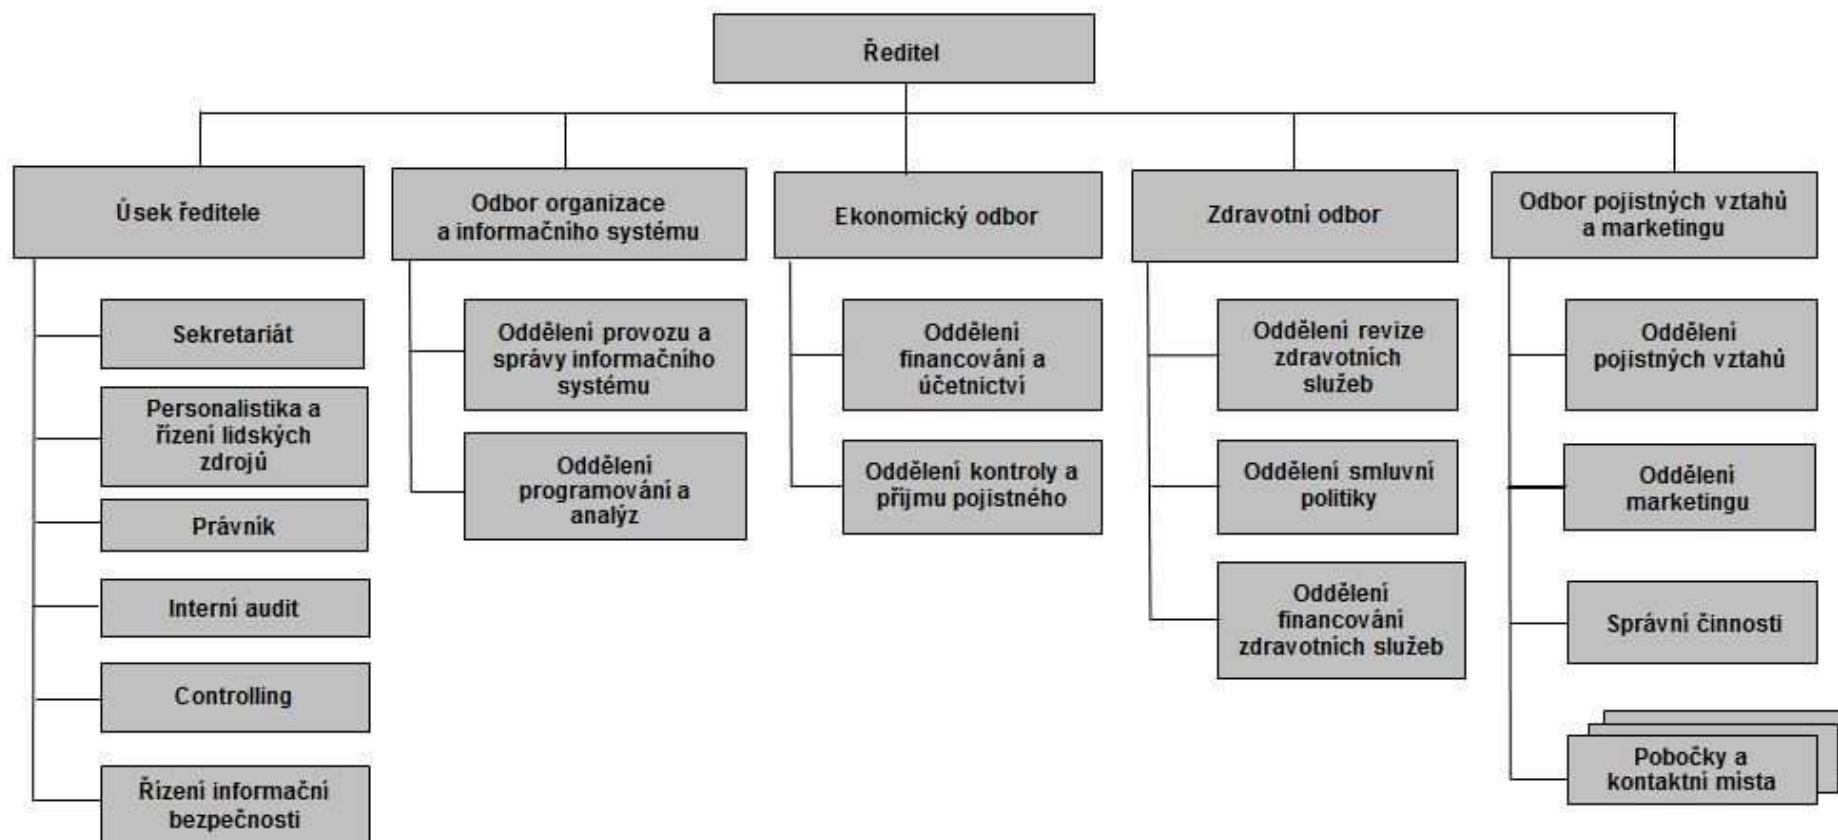 Ředitel
Úsek ředitele
Sekretariát
Personalistika a
řízení lidských
zdrojů
Právník
Interní audit
Controlling
Řízení informační
bezpečnosti
Odbor organizace
a informačního systému
Oddělení provozu a
správy informačního
systému
Oddělení
programování a
analýz
Ekonomický odbor
Oddělení
financování a
účetnictví
Oddělení kontroly a
příjmu pojistného
Zdravotní odbor
Oddělení revize
zdravotních
služeb
Oddělení smluvní
politiky
Oddělení
financování
zdravotních služeb
Odbor pojistných vztahů
a marketingu
Oddělení
pojistných vztahů
Oddělení
marketingu
Správní činnosti
Pobočky a
kontaktní místa